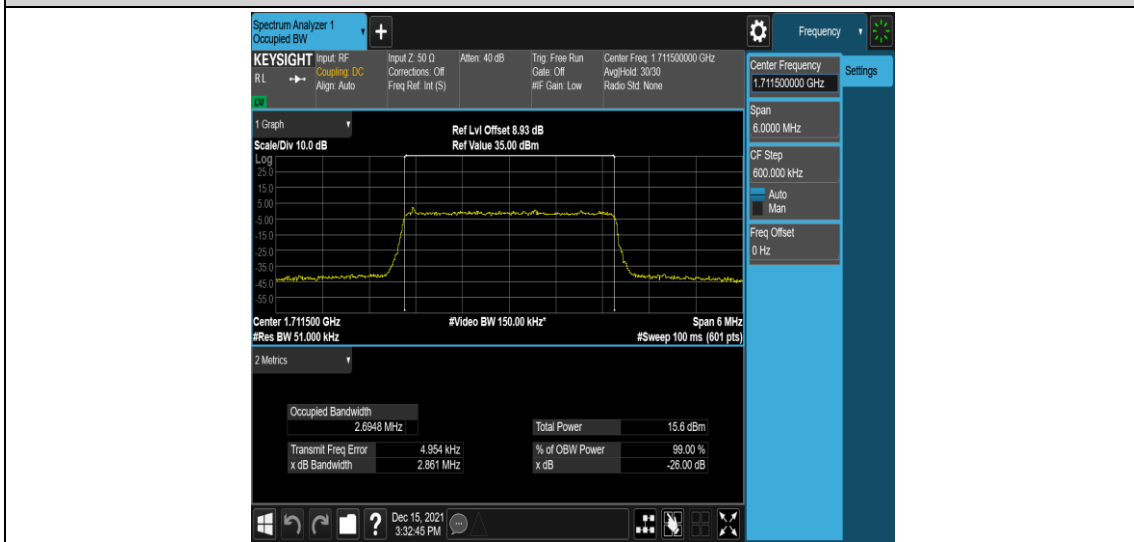 Spectrum Analyzer 1
Occupied BW
+
Frequency
KEYSIGHT
RL
LXI
Input: RF
Coupling: DC
Align: Auto
Input Z: 50 Ω
Corrections: Off
Freq Ref: Int (S)
Atten: 40 dB
Trig: Free Run
Gate: Off
#IF Gain: Low
Center Freq: 1.711500000 GHz
Avg|Hold: 30/30
Radio Std: None
Center Frequency
1.711500000 GHz
Settings
Span
6.0000 MHz
CF Step
600.000 kHz
Auto
Man
Freq Offset
0 Hz
1 Graph
Scale/Div 10.0 dB
Ref Lvl Offset 8.93 dB
Ref Value 35.00 dBm
Log
25.0
15.0
5.00
-5.00
-15.0
-25.0
-35.0
-45.0
-55.0
Center 1.711500 GHz
#Res BW 51.000 kHz
#Video BW 150.00 kHz*
Span 6 MHz
#Sweep 100 ms (601 pts)
2 Metrics
Occupied Bandwidth
2.6948 MHz
Total Power 15.6 dBm
Transmit Freq Error 4.954 kHz
% of OBW Power 99.00 %
x dB Bandwidth 2.861 MHz
x dB -26.00 dB
?
Dec 15, 2021
3:32:45 PM